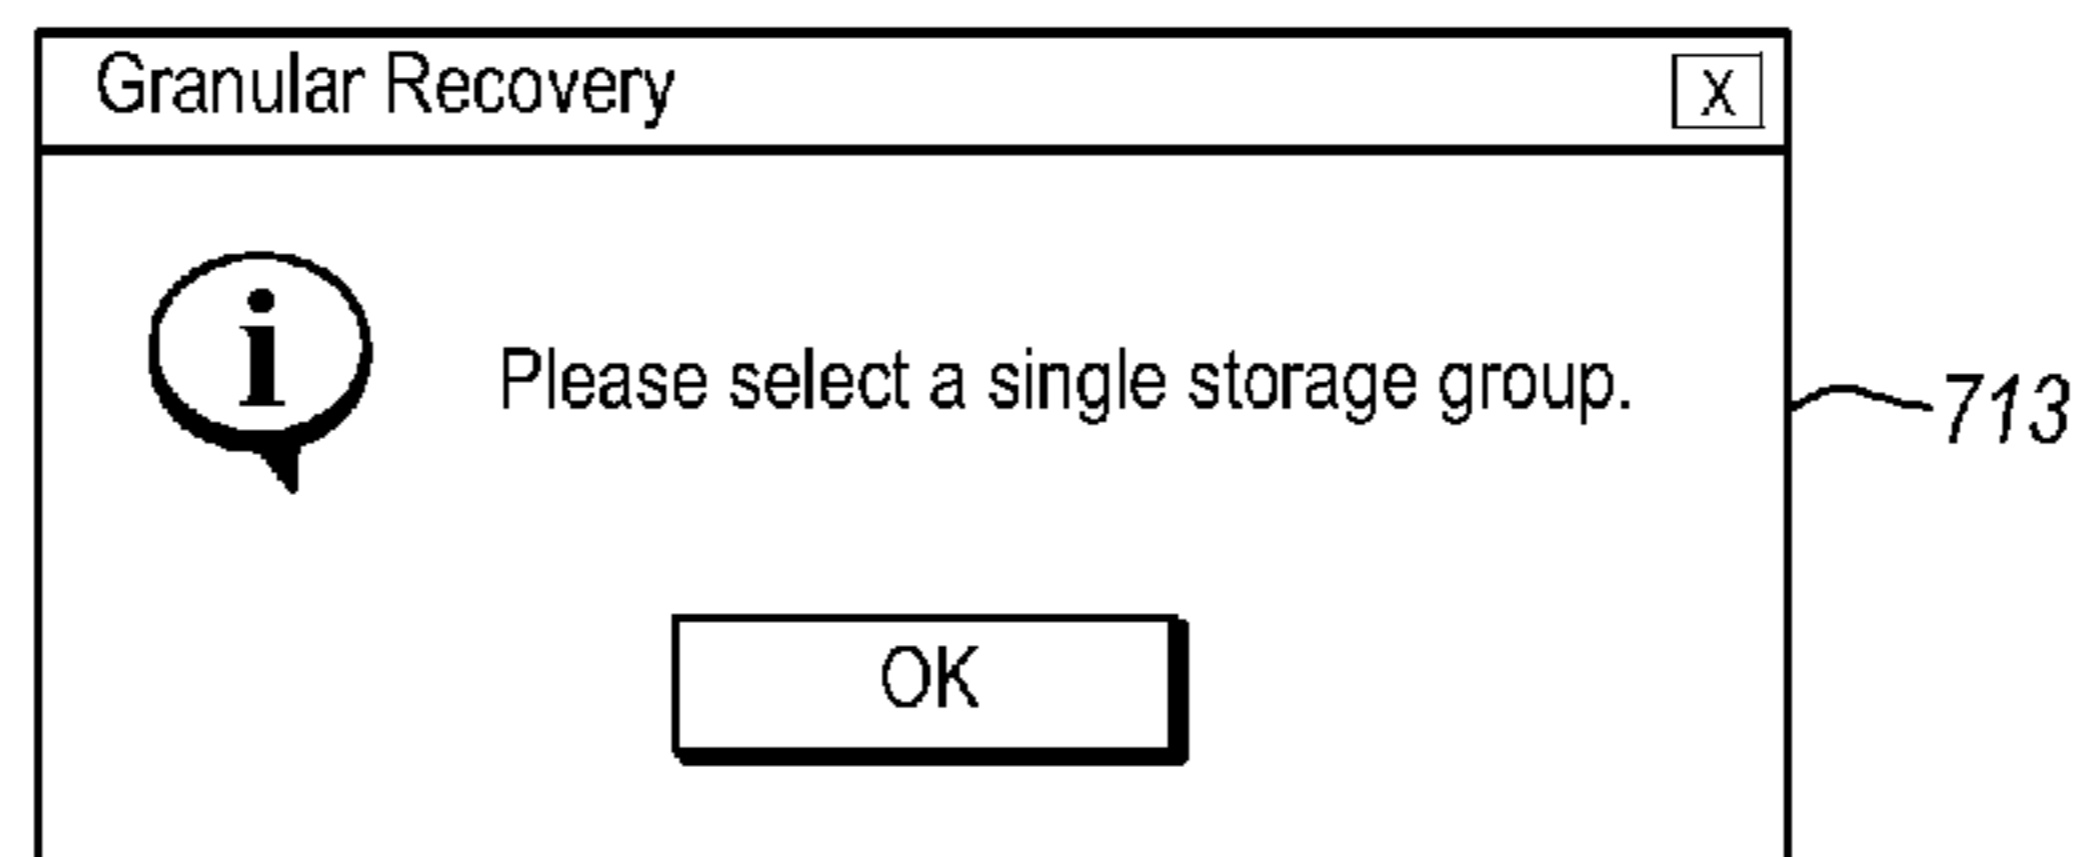 Granular Recovery
X
i
Please select a single storage group.
713
OK